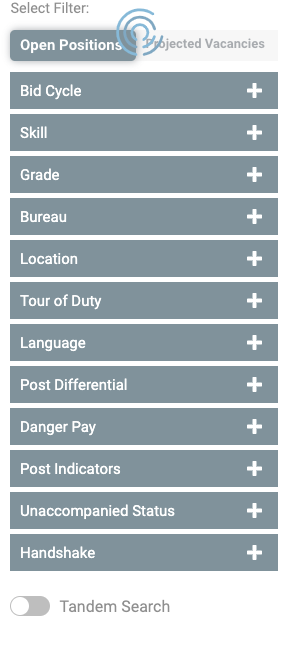 Select Filter:
Open Positions Projected Vacancies
Bid Cycle
Skill
Grade
Bureau
Location
Tour of Duty
Language
Post Differential
Danger Pay
Post Indicators
Unaccompanied Status
Handshake
Tandem Search